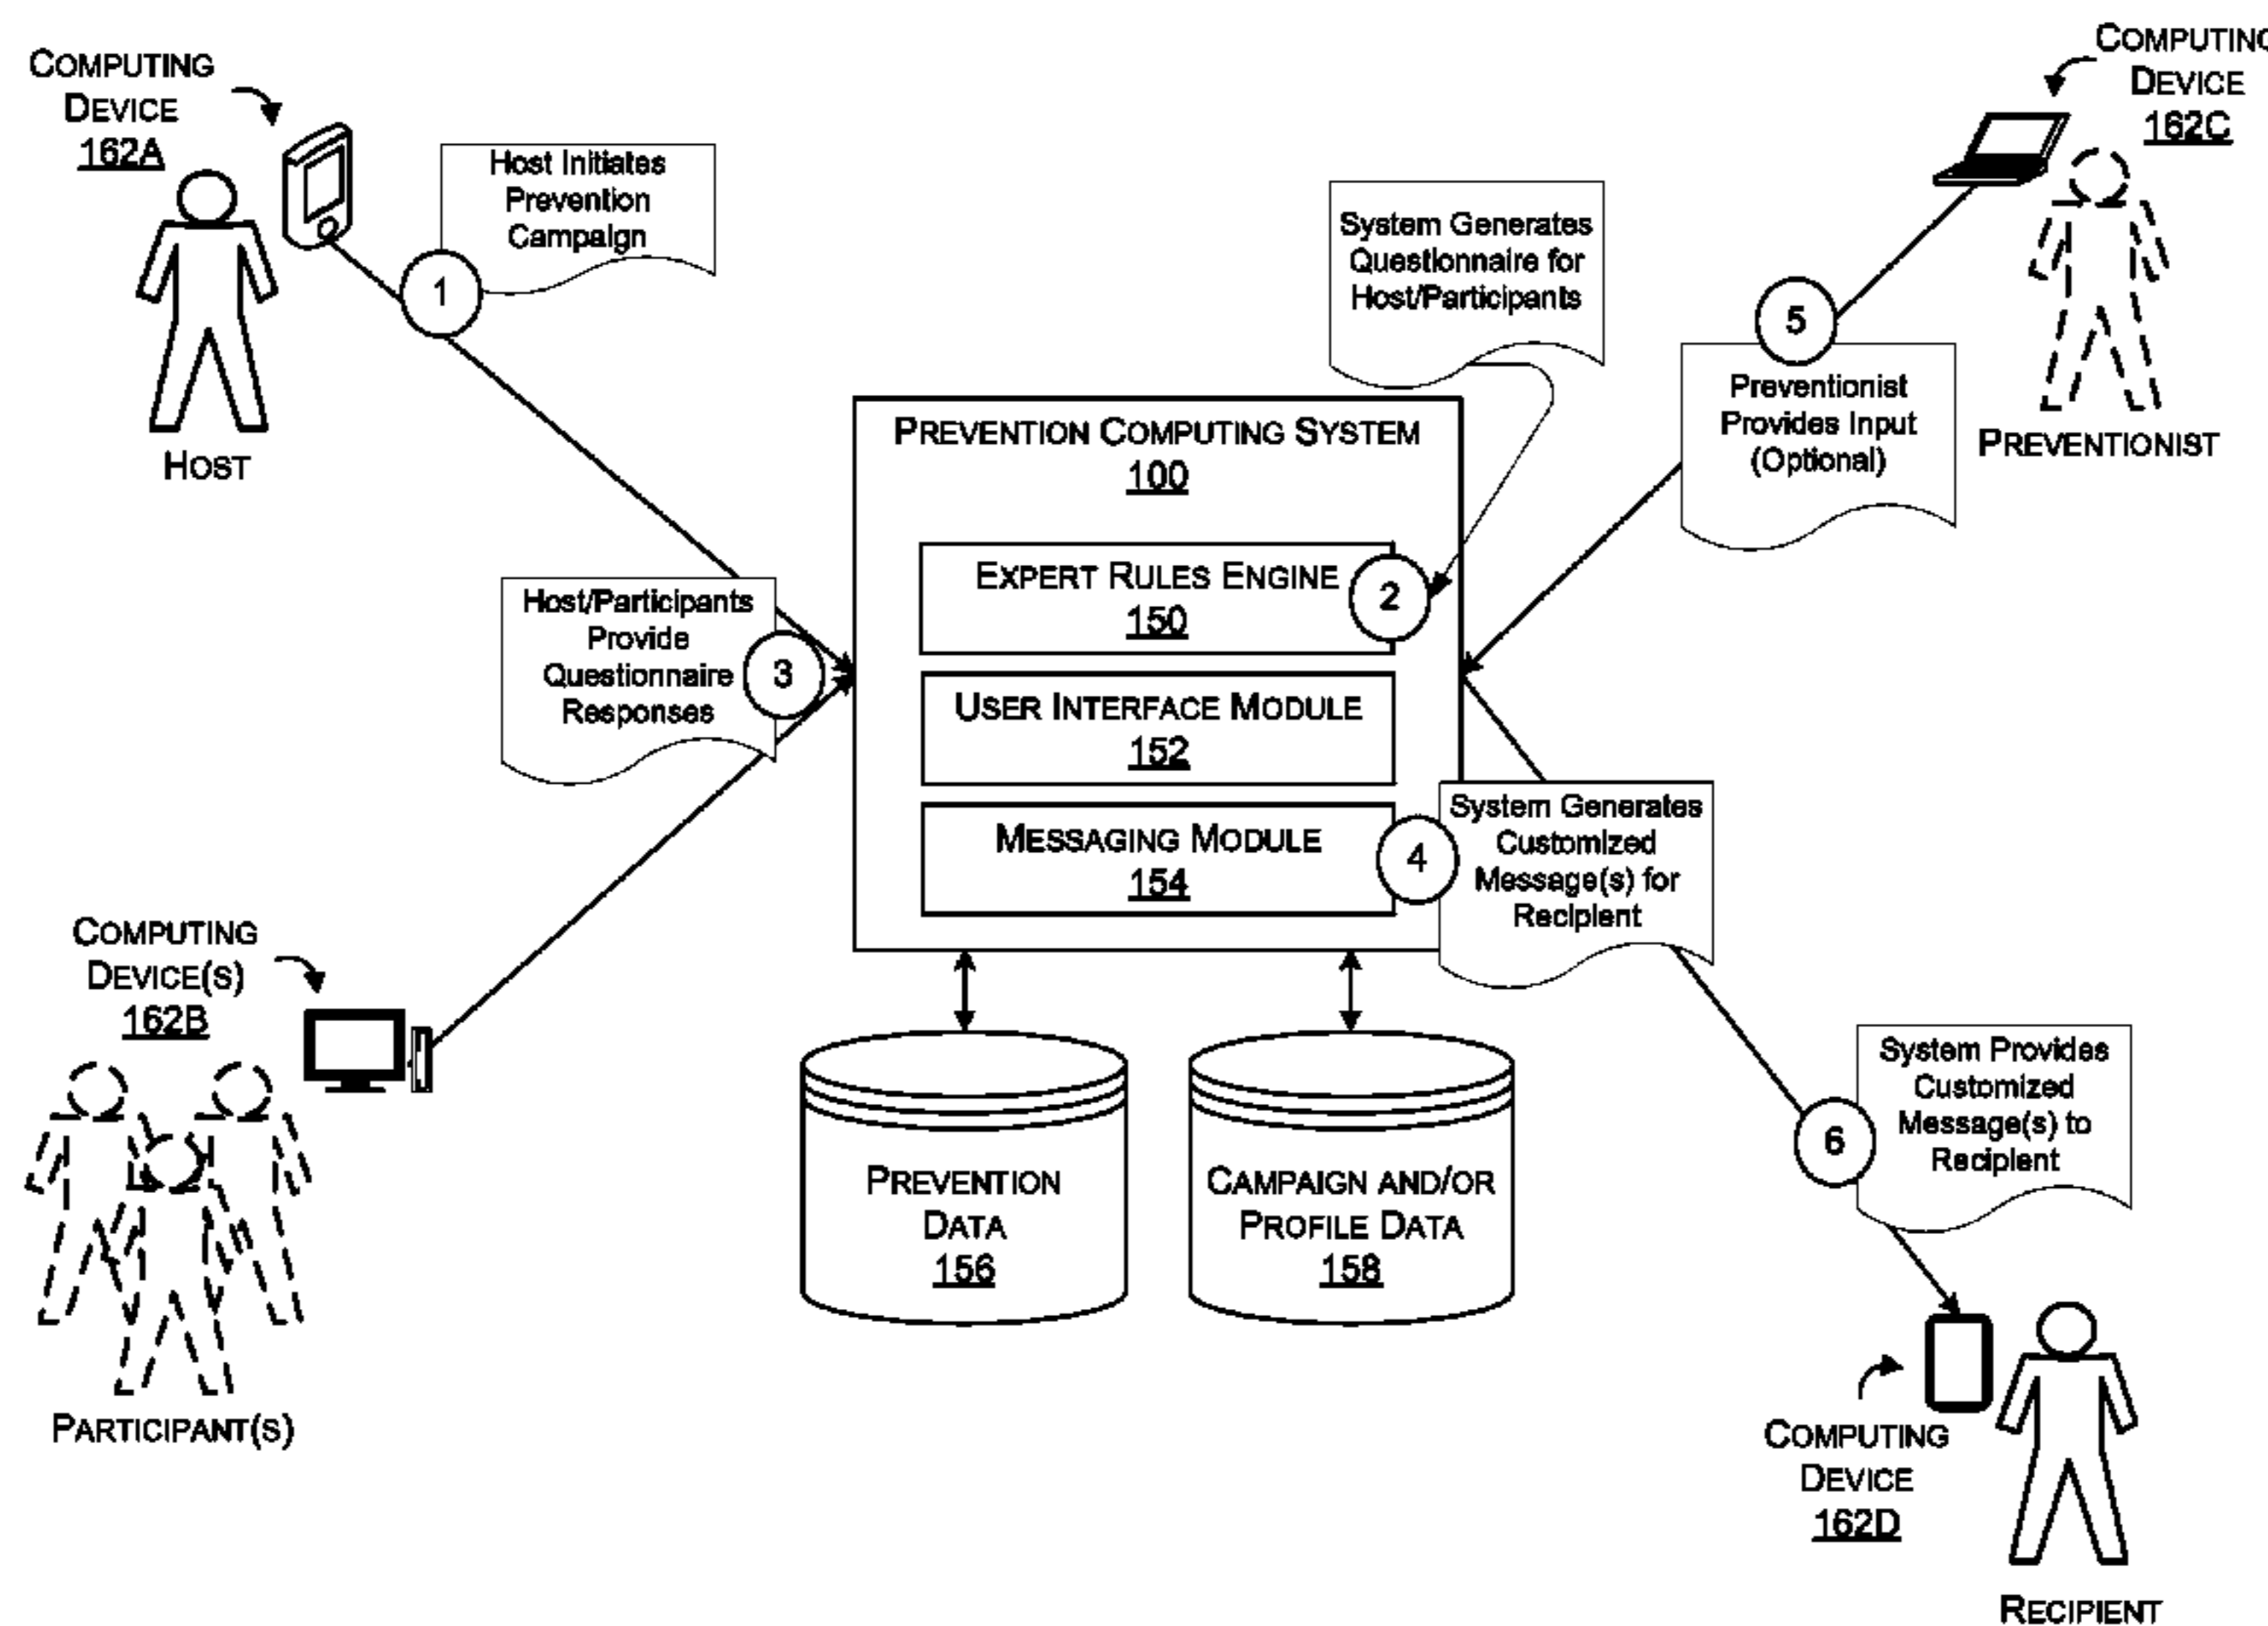 COMPUTING
DEVICE
162A
HOST
1
Host Initiates
Prevention
Campaign
System Generates
Questionnaire for
Host/Participants
COMPUTING
DEVICE
162C
5
Preventionist
Provides Input
(Optional)
PREVENTIONIST
PREVENTION COMPUTING SYSTEM
100
EXPERT RULES ENGINE
150
2
USER INTERFACE MODULE
152
MESSAGING MODULE
154
Host/Participants
Provide
Questionnaire
Responses
3
4
System Generates
Customized
Message(s) for
Recipient
COMPUTING
DEVICE(S)
162B
PARTICIPANT(S)
PREVENTION
DATA
156
CAMPAIGN AND/OR
PROFILE DATA
158
System Provides
Customized
Message(s) to
Recipient
6
COMPUTING
DEVICE
162D
RECIPIENT